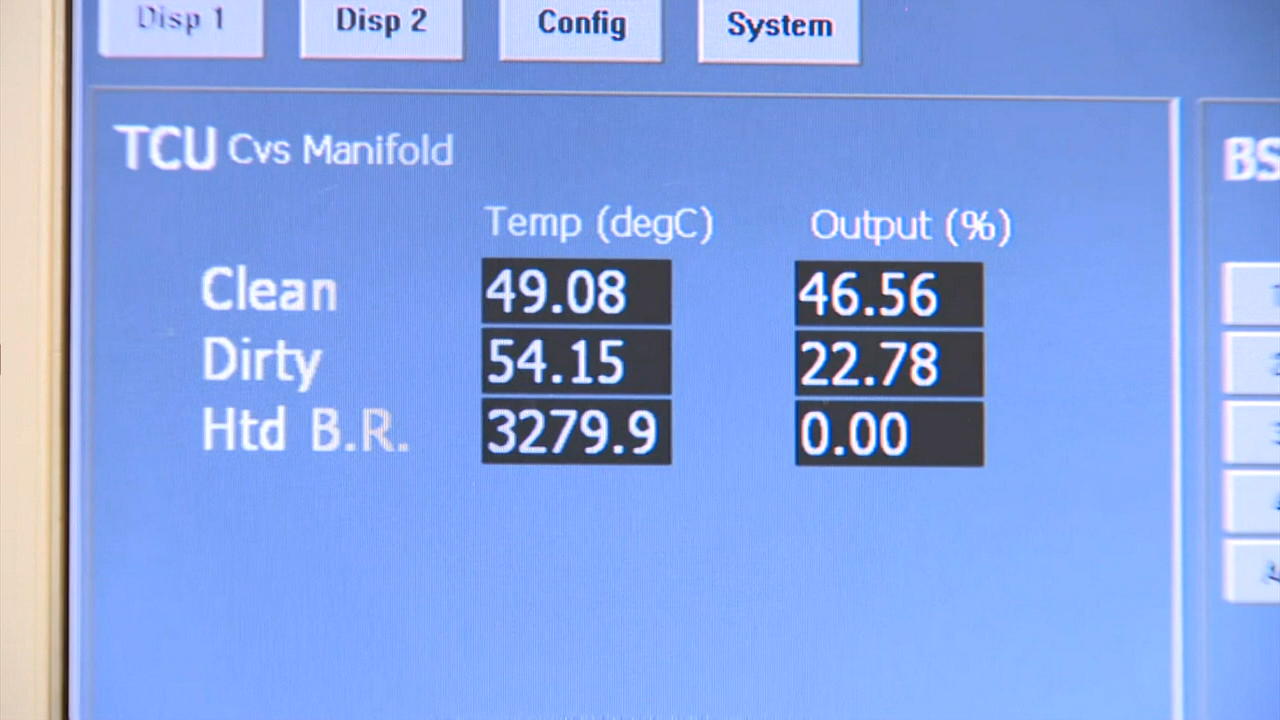 Disp 1 Disp 2 Config System
TCU Cvs Manifold
BS
Temp (degC) Output (%)
Clean 49.08 46.56
Dirty 54.15 22.78
Htd B.R. 3279.9 0.00